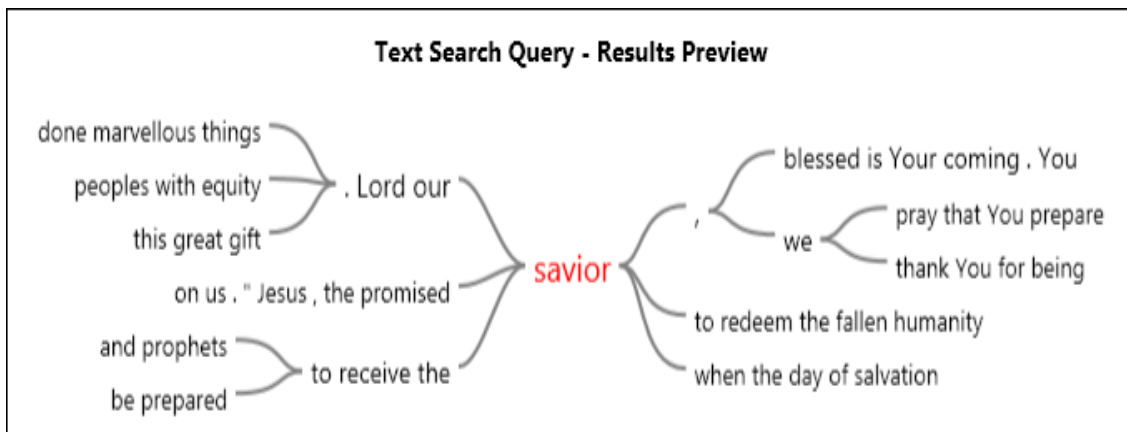 Text Search Query - Results Preview
done marvellous things
peoples with equity
this great gift
. Lord our
on us . " Jesus , the promised
and prophets
be prepared
to receive the
savior
,
blessed is Your coming . You
we
pray that You prepare
thank You for being
to redeem the fallen humanity
when the day of salvation